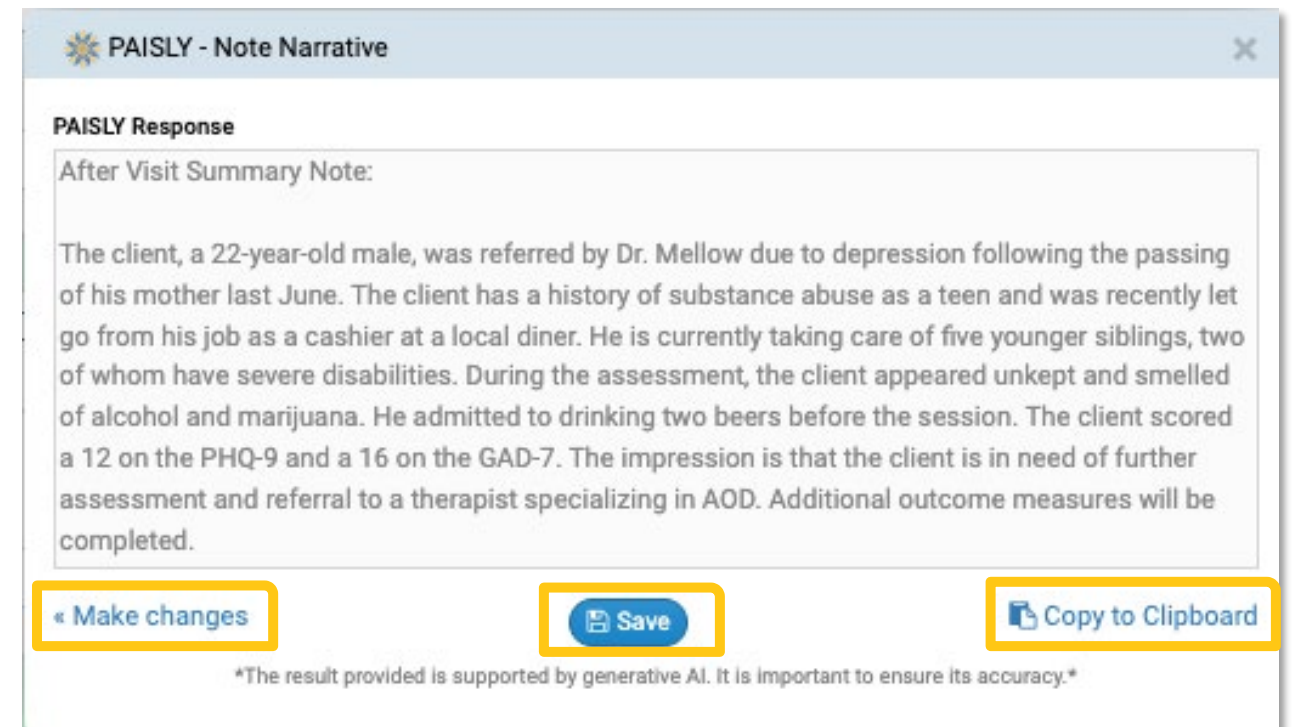 PAISLY - Note Narrative
PAISLY Response
After Visit Summary Note:
The client, a 22-year-old male, was referred by Dr. Mellow due to depression following the passing
of his mother last June. The client has a history of substance abuse as a teen and was recently let
go from his job as a cashier at a local diner. He is currently taking care of five younger siblings, two
of whom have severe disabilities. During the assessment, the client appeared unkept and smelled
of alcohol and marijuana. He admitted to drinking two beers before the session. The client scored
a 12 on the PHQ-9 and a 16 on the GAD-7. The impression is that the client is in need of further
assessment and referral to a therapist specializing in AOD. Additional outcome measures will be
completed.
« Make changes
Save
Copy to Clipboard
*The result provided is supported by generative AI. It is important to ensure its accuracy.*